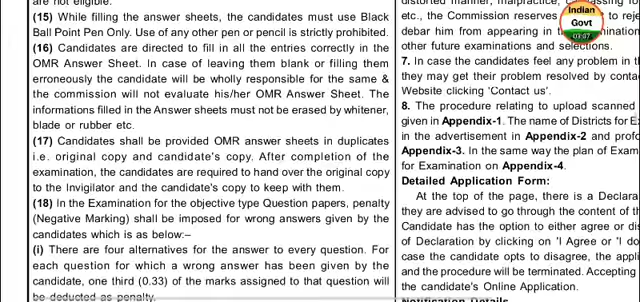 are not eligible.
(15) While filling the answer sheets, the candidates must use Black
Ball Point Pen Only. Use of any other pen or pencil is strictly prohibited.
(16) Candidates are directed to fill in all the entries correctly in the
OMR Answer Sheet. In case of leaving them blank or filling them
erroneously the candidate will be wholly responsible for the same &
the commission will not evaluate his/her OMR Answer Sheet. The
informations filled in the Answer sheets must not be erased by whitener,
blade or rubber etc.
(17) Candidates shall be provided OMR answer sheets in duplicates
i.e. original copy and candidate's copy. After completion of the
examination, the candidates are required to hand over the original copy
to the Invigilator and the candidate's copy to keep with them.
(18) In the Examination for the objective type Question papers, penalty
(Negative Marking) shall be imposed for wrong answers given by the
candidates which is as below:–
(i) There are four alternatives for the answer to every question. For
each question for which a wrong answer has been given by the
candidate, one third (0.33) of the marks assigned to that question will
be deducted as penalty.
distorted manner, malpractice,
etc., the Commission reserves to reje
debar him from appearing in
other future examinations and selections.
7. In case the candidates feel any problem in t
they may get their problem resolved by conta
Website clicking 'Contact us'.
8. The procedure relating to upload scanned
given in Appendix-1. The name of Districts for E
in the advertisement in Appendix-2 and profo
Appendix-3. In the same way the plan of Exam
for Examination on Appendix-4.
Detailed Application Form:
At the top of the page, there is a Declara
they are advised to go through the content of th
Candidate has the option to either agree or di
of Declaration by clicking on 'I Agree or 'I do
case the candidate opts to disagree, the appli
and the procedure will be terminated. Accepting
the candidate's Online Application.
Notification Details
Indian
Govt